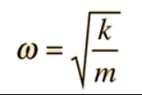 ω = √(k/m)